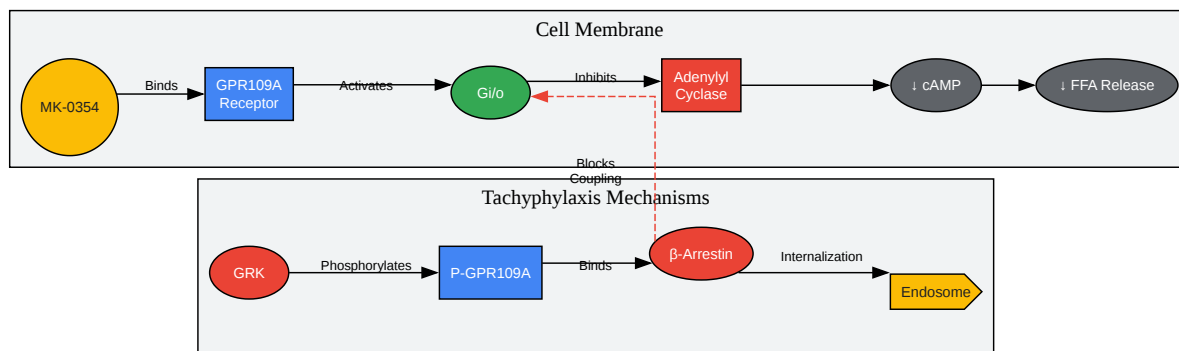 Cell Membrane
MK-0354
Binds
GPR109A
Receptor
Activates
Gi/o
Inhibits
Adenylyl
Cyclase
↓ cAMP
↓ FFA Release
Blocks
Coupling
Tachyphylaxis Mechanisms
GRK
Phosphorylates
P-GPR109A
Binds
β-Arrestin
Internalization
Endosome